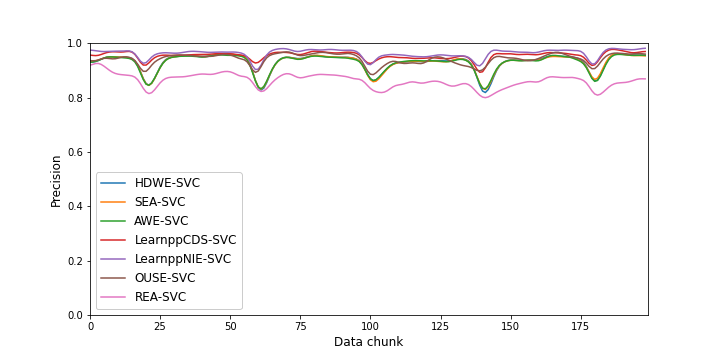 1.0
0.8
0.6
0.4
0.2
0.0
Precision
HDWE-SVC
SEA-SVC
AWE-SVC
LearnppCDS-SVC
LearnppNIE-SVC
OUSE-SVC
REA-SVC
0 25 50 75 100 125 150 175
Data chunk